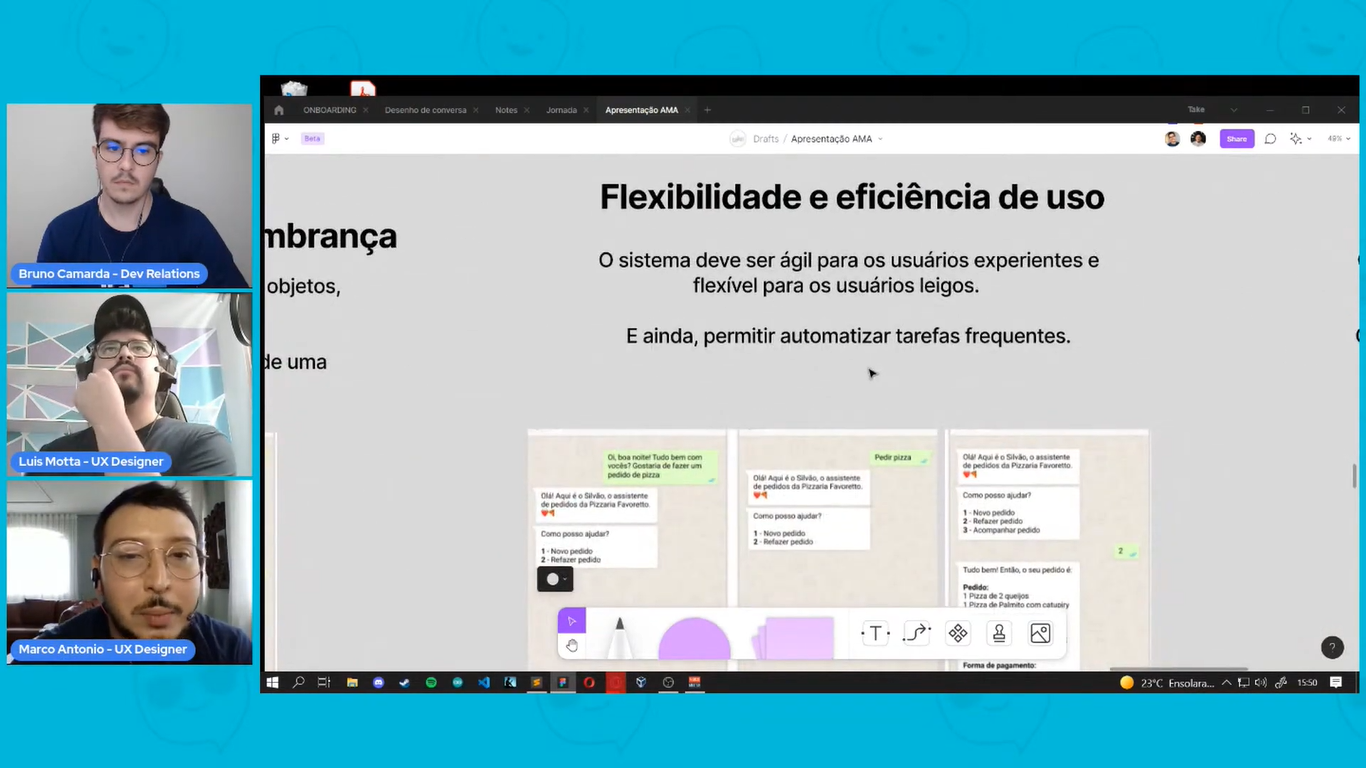 Bruno Camarda - Dev Relations
Luis Motta - UX Designer
Marco Antonio - UX Designer
ONBOARDING
Desenho de conversa
Notes
Jornada
Apresentação AMA
Take
Beta
Drafts / Apresentação AMA
Share
48%
mbrança
objetos,
de uma
Flexibilidade e eficiência de uso
O sistema deve ser ágil para os usuários experientes e
flexível para os usuários leigos.
E ainda, permitir automatizar tarefas frequentes.
Oi, boa noite! Tudo bem com
vocês? Gostaria de fazer um
pedido de pizza
Olá! Aqui é o Silvão, o assistente
de pedidos da Pizzaria Favoretto.
Como posso ajudar?
1 - Novo pedido
2 - Refazer pedido
Pedir pizza
Olá! Aqui é o Silvão, o assistente
de pedidos da Pizzaria Favoretto.
Como posso ajudar?
1 - Novo pedido
2 - Refazer pedido
Olá! Aqui é o Silvão, o assistente
de pedidos da Pizzaria Favoretto.
Como posso ajudar?
1 - Novo pedido
2 - Refazer pedido
3 - Acompanhar pedido
2
Tudo bem! Então, o seu pedido é:
Pedido:
1 Pizza de 2 queijos
1 Pizza de Palmito com catupiry
Forma de pagamento:
T
?
23°C Ensolara...
15:50